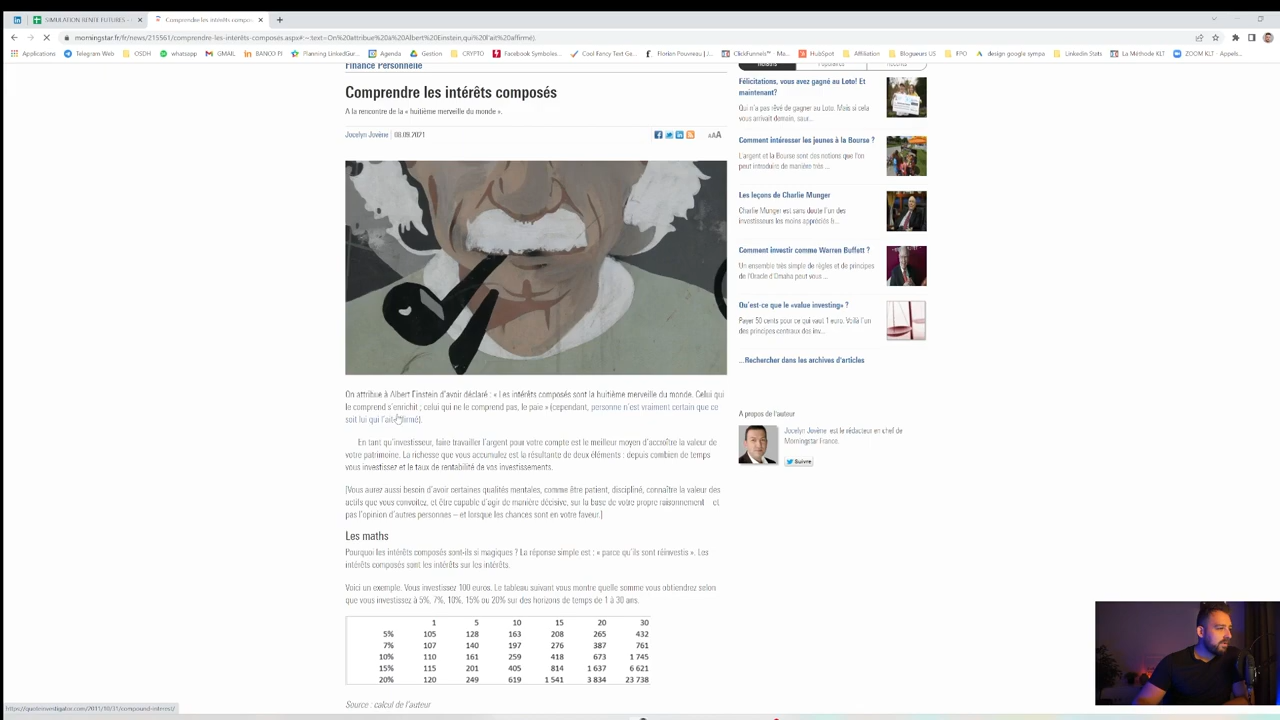 SIMULATION RENTE FUTURES -
Comprendre les intérêts compos
morningstar.fr/fr/news/215561/comprendre-les-intérêts-composés.aspx#:~:text=On%20attribue%20à%20Albert%20Einstein,qui%20l'ait%20affirmé).
Applications
Telegram Web
OSDH
whatsapp
GMAIL
BANCO PJ
Planning LinkedGur...
CRYPTO
Facebook Symboles...
Agenda
Gestion
Cool Fancy Text Ge...
Florian Pouvreau |
ClickFunnels™ - Ma...
HubSpot
Affiliation
Blogueurs US
FPO
design google sympa
Linkedin Stats
La Méthode KLT
ZOOM KLT - Appels...
Finance Personnelle
Comprendre les intérêts composés
A la rencontre de la « huitième merveille du monde ».
Jocelyn Jovène
08.09.2021
AAA
On attribue à Albert Einstein d'avoir déclaré : « Les intérêts composés sont la huitième merveille du monde. Celui qui
le comprend s'enrichit ; celui qui ne le comprend pas, le paie » (cependant, personne n'est vraiment certain que ce
soit lui qui l'ait affirmé).
En tant qu'investisseur, faire travailler l'argent pour votre compte est le meilleur moyen d'accroître la valeur de
votre patrimoine. La richesse que vous accumulez est la résultante de deux éléments : depuis combien de temps
vous investissez et le taux de rentabilité de vos investissements.
(Vous aurez aussi besoin d'avoir certaines qualités mentales, comme être patient, discipliné, connaître la valeur des
actifs que vous convoitez, et être capable d'agir de manière décisive, sur la base de votre propre raisonnement – et
pas l'opinion d'autres personnes – et lorsque les chances sont en votre faveur.)
Les maths
Pourquoi les intérêts composés sont-ils si magiques ? La réponse simple est : « parce qu'ils sont réinvestis ». Les
intérêts composés sont les intérêts sur les intérêts.
Voici un exemple. Vous investissez 100 euros. Le tableau suivant vous montre quelle somme vous obtiendrez selon
que vous investissez à 5%, 7%, 10%, 15% ou 20% sur des horizons de temps de 1 à 30 ans.
1 5 10 15 20 30
5% 105 128 163 208 265 432
7% 107 140 197 276 387 761
10% 110 161 259 418 673 1 745
15% 115 201 405 814 1 637 6 621
20% 120 249 619 1 541 3 834 23 738
Source : calcul de l'auteur
Félicitations, vous avez gagné au Loto! Et
maintenant?
Qui n'a pas rêvé de gagner au Loto. Mais si cela
vous arrivait demain, saur...
Comment intéresser les jeunes à la Bourse ?
L'argent et la Bourse sont des notions que l'on
peut introduire de manière très ...
Les leçons de Charlie Munger
Charlie Munger est sans doute l'un des
investisseurs les moins appréciés à...
Comment investir comme Warren Buffett ?
Un ensemble très simple de règles et de principes
de l'Oracle d'Omaha peut vous ...
Qu'est-ce que le «value investing» ?
Payer 50 cents pour ce qui vaut 1 euro. Voilà l'un
des principes centraux des inv...
...Rechercher dans les archives d'articles
A propos de l'auteur
Jocelyn Jovène est le rédacteur en chef de
Morningstar France.
Suivre
https://quoteinvestigator.com/2011/10/31/compound-interest/